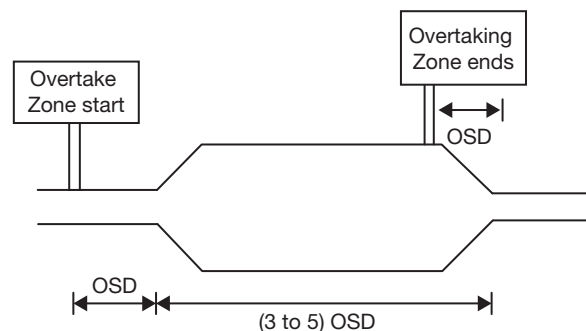 Overtaking
Zone ends
Overtake
Zone start
OSD
OSD
(3 to 5) OSD